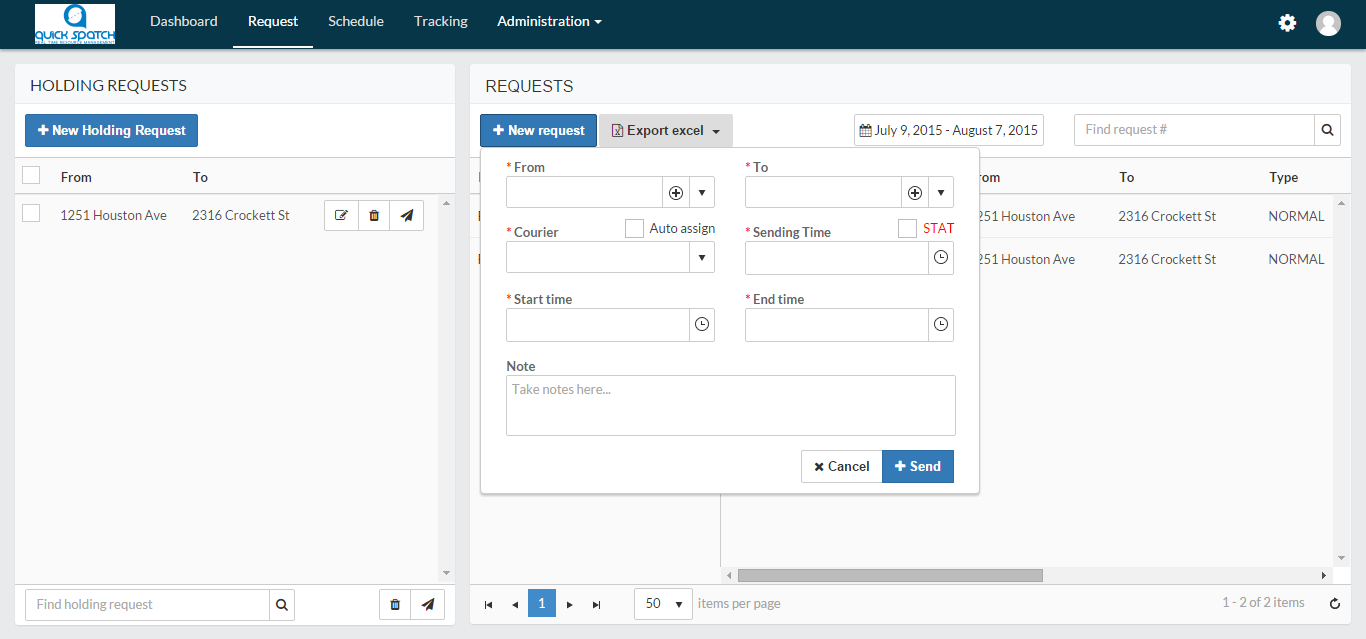 QUICK SPATCH
REAL TIME RESOURCE MANAGEMENT
Dashboard Request Schedule Tracking Administration
HOLDING REQUESTS
New Holding Request
From To
1251 Houston Ave 2316 Crockett St
Find holding request
REQUESTS
New request Export excel July 9, 2015 - August 7, 2015 Find request #
* From * To
* Courier Auto assign * Sending Time STAT
* Start time * End time
Note
Take notes here...
Cancel Send
rom To Type
251 Houston Ave 2316 Crockett St NORMAL
251 Houston Ave 2316 Crockett St NORMAL
1 50 items per page 1 - 2 of 2 items